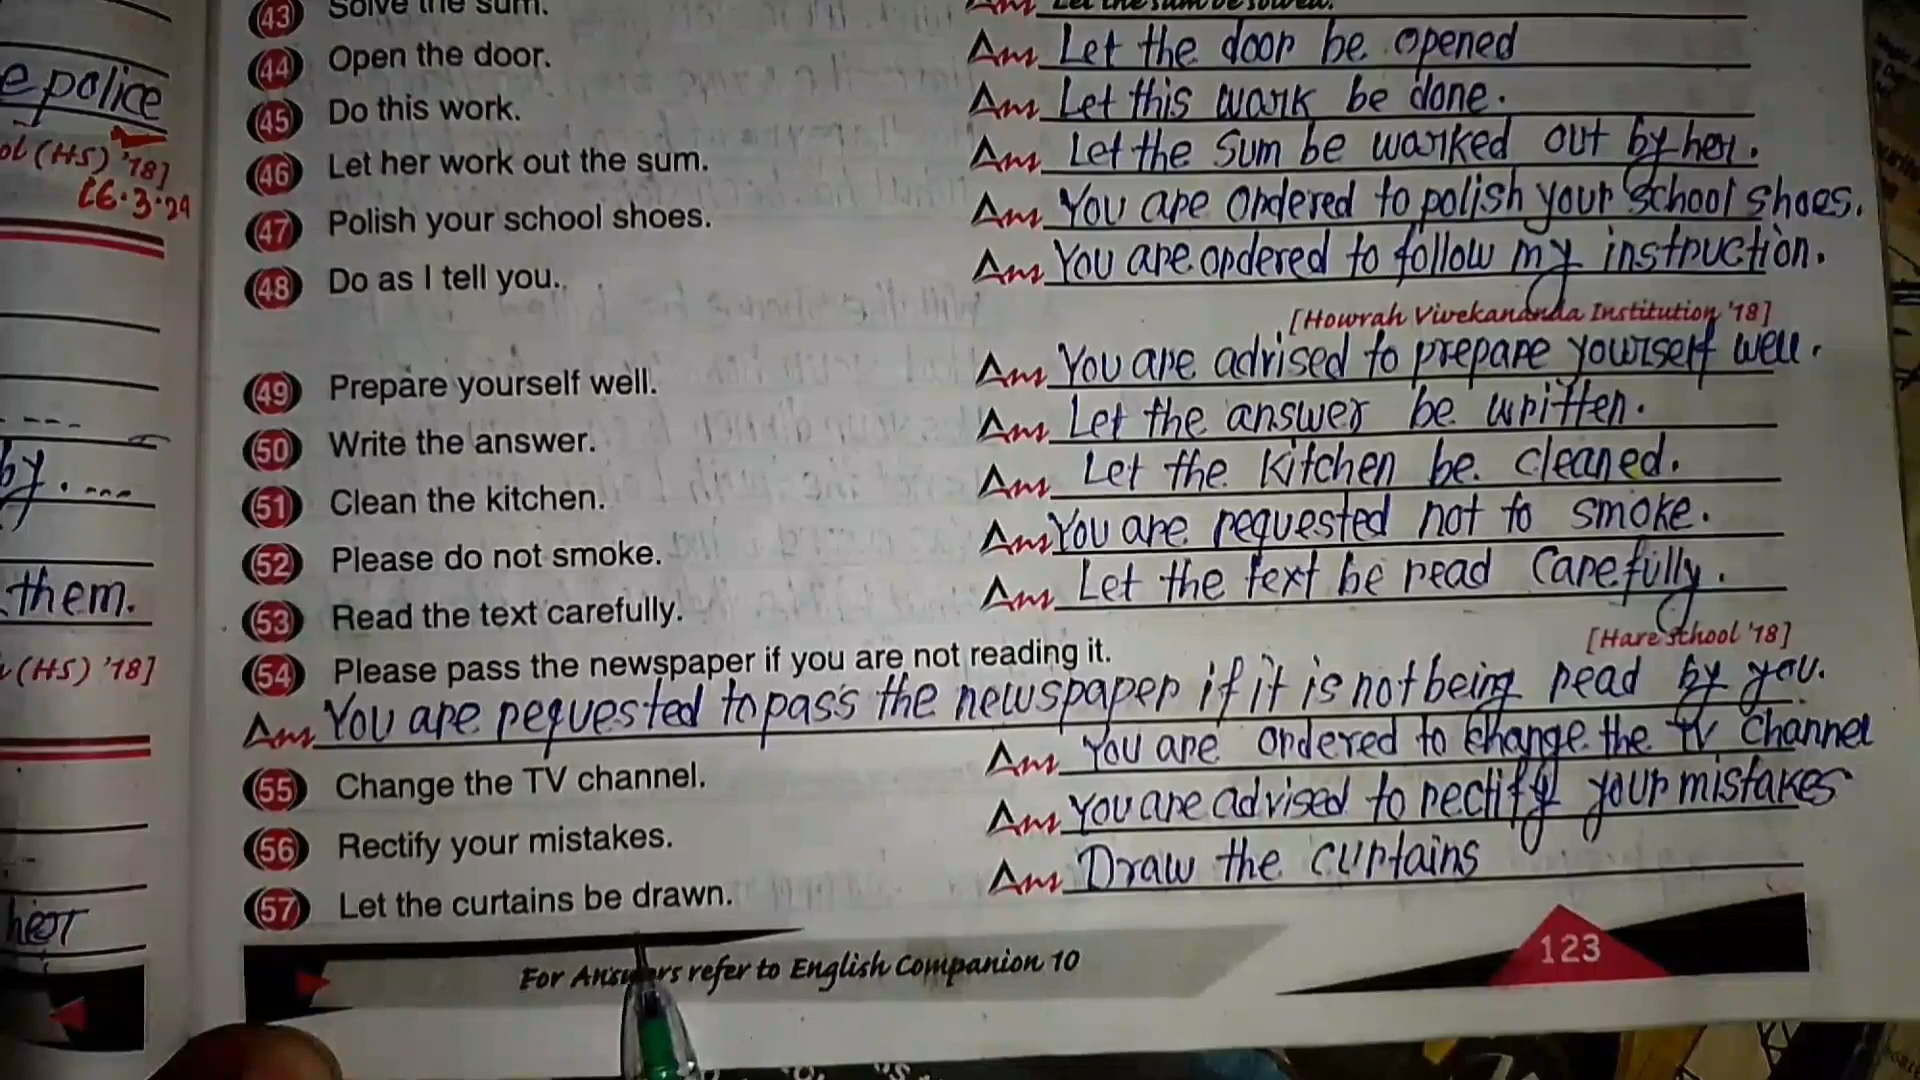 e police
ol (HS) '18]
26.3.24
by. ---
them.
(HS) '18]
43 Solve the sum.
Ans Let the sum be solved.
44 Open the door.
Ans Let the door be opened
45 Do this work.
Ans Let this work be done.
46 Let her work out the sum.
Ans Let the sum be worked out by her.
47 Polish your school shoes.
Ans You are ordered to polish your school shoes.
48 Do as I tell you.
Ans You are ordered to follow my instruction.
[Howrah Vivekananda Institution '18]
49 Prepare yourself well.
Ans You are advised to prepare yourself well.
50 Write the answer.
Ans Let the answer be written.
51 Clean the kitchen.
Ans Let the kitchen be cleaned.
52 Please do not smoke.
Ans You are requested not to smoke.
53 Read the text carefully.
Ans Let the text be read carefully.
[Hare school '18]
54 Please pass the newspaper if you are not reading it.
Ans You are requested to pass the newspaper if it is not being read by you.
55 Change the TV channel.
Ans You are ordered to change the TV channel
56 Rectify your mistakes.
Ans You are advised to rectify your mistakes
57 Let the curtains be drawn.
Ans Draw the curtains
For Answers refer to English Companion 10
123